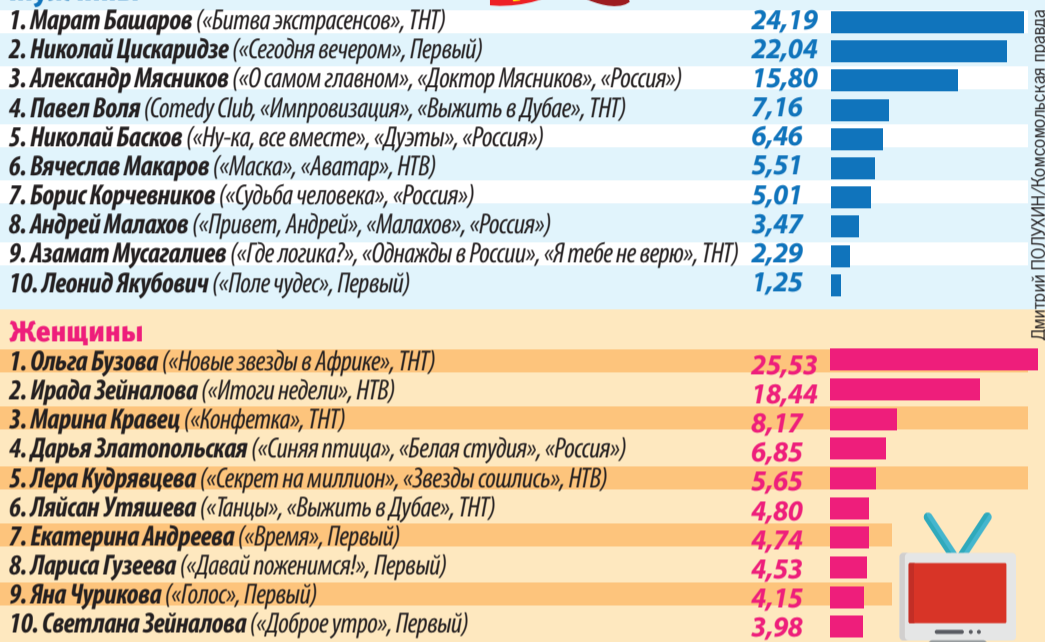 1. Марат Башаров («Битва экстрасенсов», ТНТ) 24,19
2. Николай Цискаридзе («Сегодня вечером», Первый) 22,04
3. Александр Мясников («О самом главном», «Доктор Мясников», «Россия») 15,80
4. Павел Воля (Comedy Club, «Импровизация», «Выжить в Дубае», ТНТ) 7,16
5. Николай Басков («Ну-ка, все вместе», «Дуэты», «Россия») 6,46
6. Вячеслав Макаров («Маска», «Аватар», НТВ) 5,51
7. Борис Корчевников («Судьба человека», «Россия») 5,01
8. Андрей Малахов («Привет, Андрей», «Малахов», «Россия») 3,47
9. Азамат Мусагалиев («Где логика?», «Однажды в России», «Я тебе не верю», ТНТ) 2,29
10. Леонид Якубович («Поле чудес», Первый) 1,25
Дмитрий ПОЛУХИН/Комсомольская правда
Женщины
1. Ольга Бузова («Новые звезды в Африке», ТНТ) 25,53
2. Ирада Зейналова («Итоги недели», НТВ) 18,44
3. Марина Кравец («Конфетка», ТНТ) 8,17
4. Дарья Златопольская («Синяя птица», «Белая студия», «Россия») 6,85
5. Лера Кудрявцева («Секрет на миллион», «Звезды сошлись», НТВ) 5,65
6. Ляйсан Утяшева («Танцы», «Выжить в Дубае», ТНТ) 4,80
7. Екатерина Андреева («Время», Первый) 4,74
8. Лариса Гузеева («Давай поженимся!», Первый) 4,53
9. Яна Чурикова («Голос», Первый) 4,15
10. Светлана Зейналова («Доброе утро», Первый) 3,98